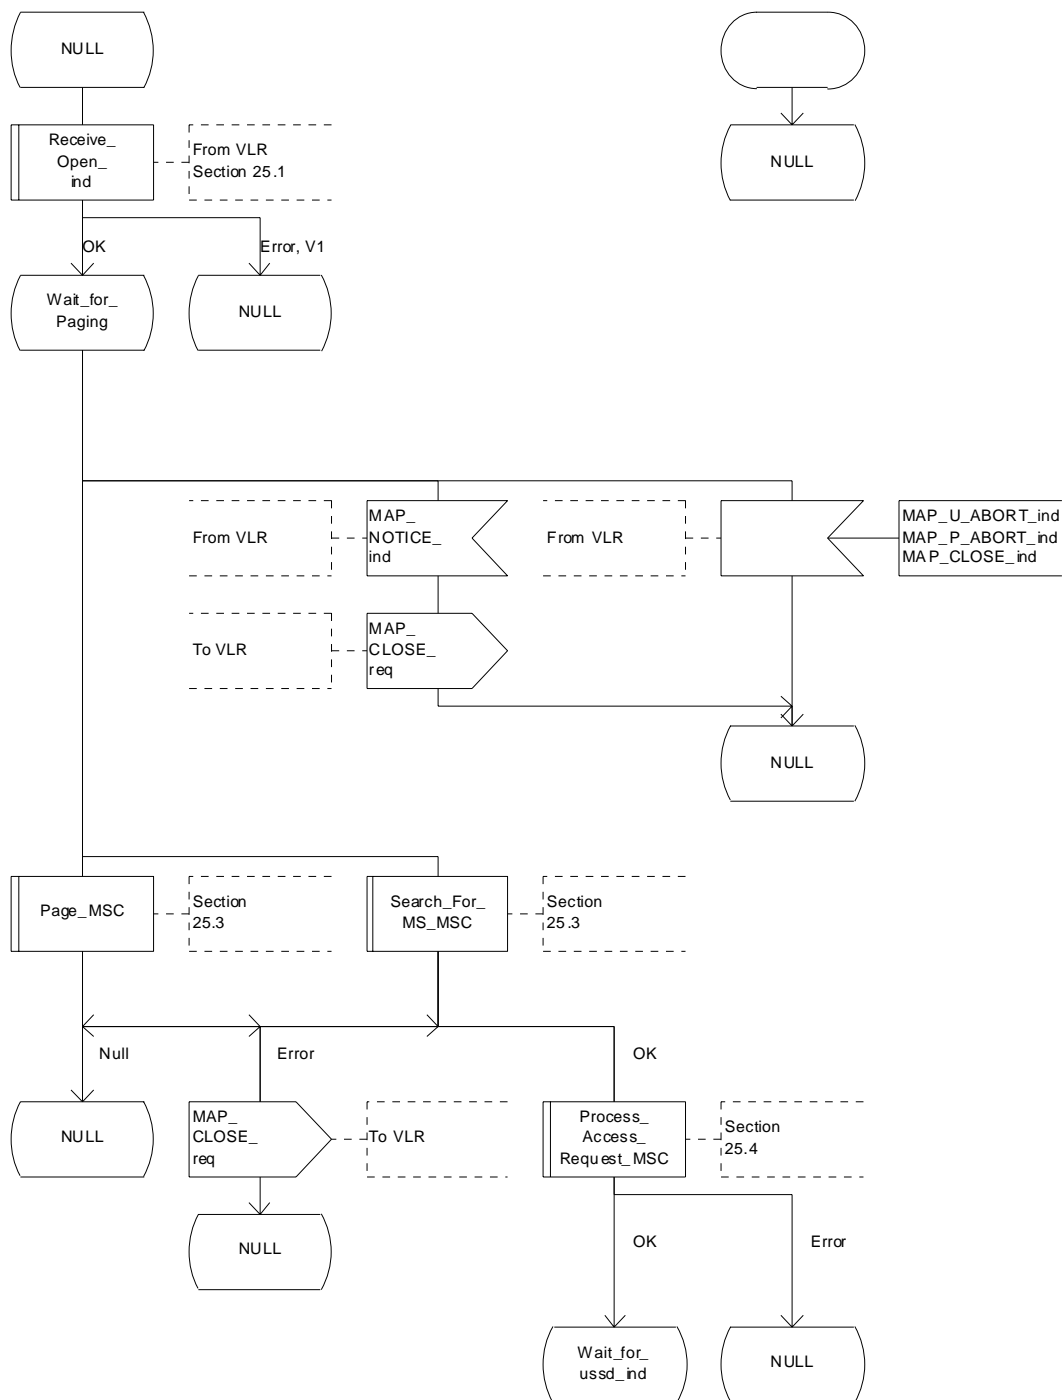 NULL
Receive_
Open_
ind
From VLR
Section 25.1
NULL
OK
Error, V1
Wait_for_
Paging
NULL
From VLR
MAP_
NOTICE_
ind
From VLR
MAP_U_ABORT_ind
MAP_P_ABORT_ind
MAP_CLOSE_ind
To VLR
MAP_
CLOSE_
req
NULL
Page_MSC
Section
25.3
Search_For_
MS_MSC
Section
25.3
Null
Error
OK
NULL
MAP_
CLOSE_
req
To VLR
Process_
Access_
Request_MSC
Section
25.4
NULL
OK
Error
Wait_for_
ussd_ind
NULL